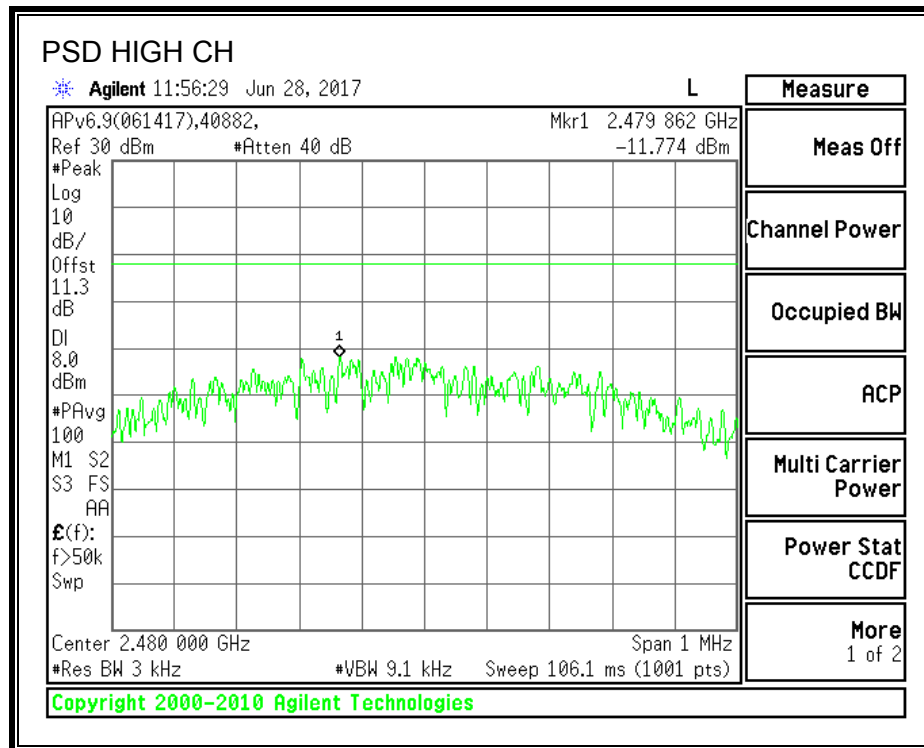 PSD HIGH CH
Agilent 11:56:29 Jun 28, 2017 L
Measure
APv6.9(061417),40882, Mkr1 2.479 862 GHz
Ref 30 dBm #Atten 40 dB -11.774 dBm
#Peak
Log
10
dB/
Offst
11.3
dB
DI
8.0
dBm
#PAvg
100
M1 S2
S3 FS
AA
£(f):
f>50k
Swp
1
Center 2.480 000 GHz Span 1 MHz
#Res BW 3 kHz #VBW 9.1 kHz Sweep 106.1 ms (1001 pts)
Copyright 2000-2010 Agilent Technologies
Meas Off
Channel Power
Occupied BW
ACP
Multi Carrier
Power
Power Stat
CCDF
More
1 of 2